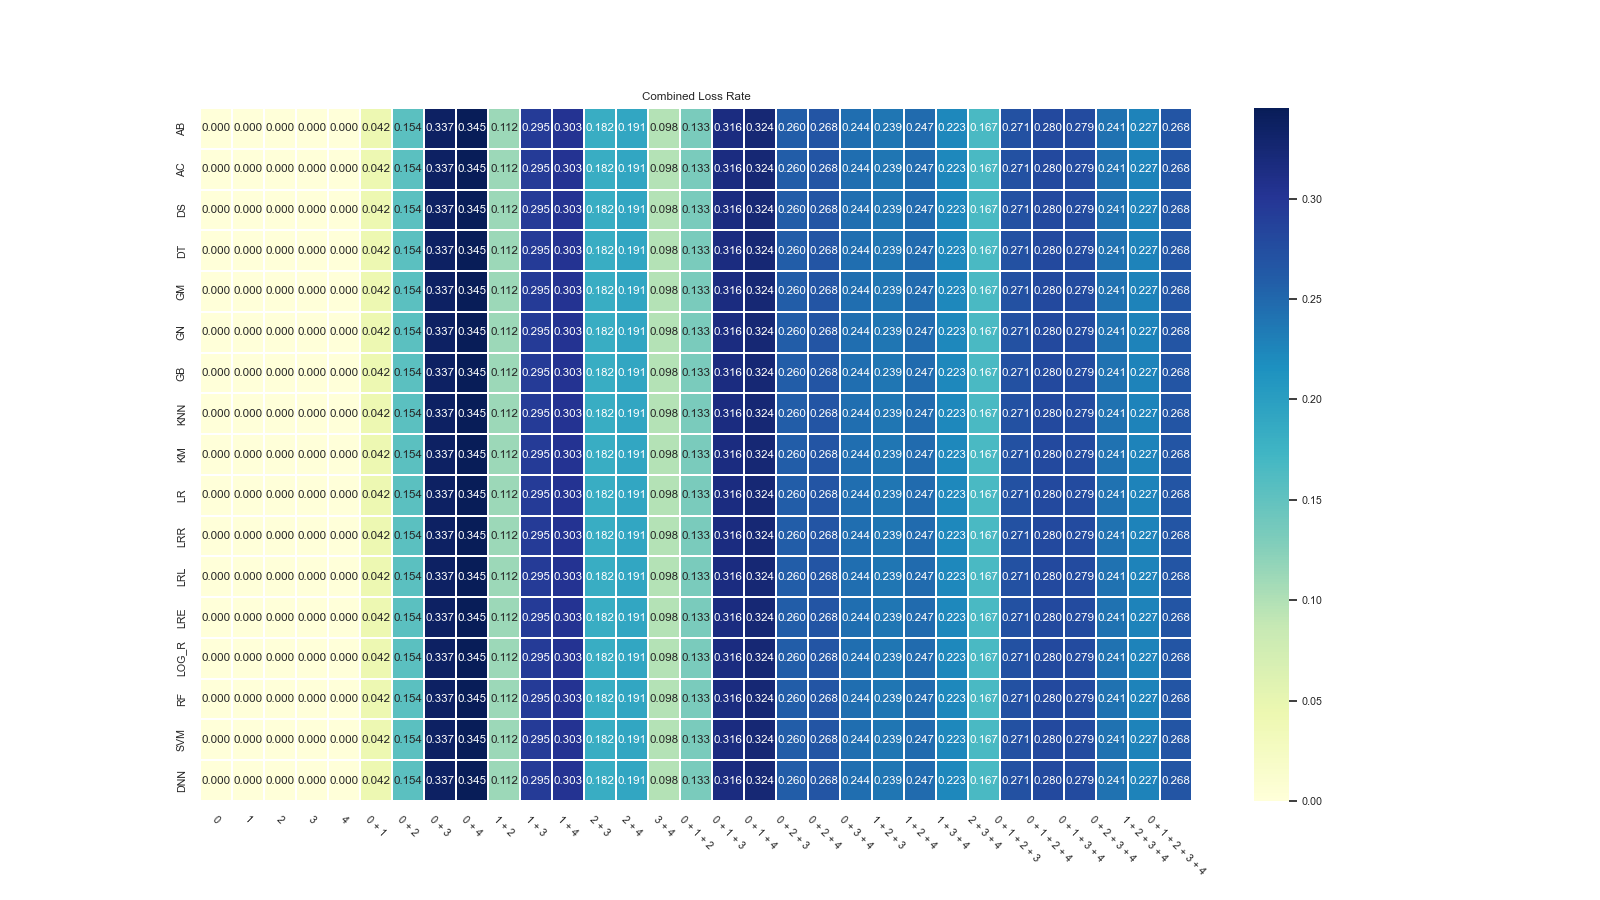 Combined Loss Rate
AB 0.000 0.000 0.000 0.000 0.000 0.042 0.154 0.337 0.345 0.112 0.295 0.303 0.182 0.191 0.098 0.133 0.316 0.324 0.260 0.268 0.244 0.239 0.247 0.223 0.167 0.271 0.280 0.279 0.241 0.227 0.268
AC 0.000 0.000 0.000 0.000 0.000 0.042 0.154 0.337 0.345 0.112 0.295 0.303 0.182 0.191 0.098 0.133 0.316 0.324 0.260 0.268 0.244 0.239 0.247 0.223 0.167 0.271 0.280 0.279 0.241 0.227 0.268
DS 0.000 0.000 0.000 0.000 0.000 0.042 0.154 0.337 0.345 0.112 0.295 0.303 0.182 0.191 0.098 0.133 0.316 0.324 0.260 0.268 0.244 0.239 0.247 0.223 0.167 0.271 0.280 0.279 0.241 0.227 0.268
DT 0.000 0.000 0.000 0.000 0.000 0.042 0.154 0.337 0.345 0.112 0.295 0.303 0.182 0.191 0.098 0.133 0.316 0.324 0.260 0.268 0.244 0.239 0.247 0.223 0.167 0.271 0.280 0.279 0.241 0.227 0.268
GM 0.000 0.000 0.000 0.000 0.000 0.042 0.154 0.337 0.345 0.112 0.295 0.303 0.182 0.191 0.098 0.133 0.316 0.324 0.260 0.268 0.244 0.239 0.247 0.223 0.167 0.271 0.280 0.279 0.241 0.227 0.268
GN 0.000 0.000 0.000 0.000 0.000 0.042 0.154 0.337 0.345 0.112 0.295 0.303 0.182 0.191 0.098 0.133 0.316 0.324 0.260 0.268 0.244 0.239 0.247 0.223 0.167 0.271 0.280 0.279 0.241 0.227 0.268
GB 0.000 0.000 0.000 0.000 0.000 0.042 0.154 0.337 0.345 0.112 0.295 0.303 0.182 0.191 0.098 0.133 0.316 0.324 0.260 0.268 0.244 0.239 0.247 0.223 0.167 0.271 0.280 0.279 0.241 0.227 0.268
KNN 0.000 0.000 0.000 0.000 0.000 0.042 0.154 0.337 0.345 0.112 0.295 0.303 0.182 0.191 0.098 0.133 0.316 0.324 0.260 0.268 0.244 0.239 0.247 0.223 0.167 0.271 0.280 0.279 0.241 0.227 0.268
KM 0.000 0.000 0.000 0.000 0.000 0.042 0.154 0.337 0.345 0.112 0.295 0.303 0.182 0.191 0.098 0.133 0.316 0.324 0.260 0.268 0.244 0.239 0.247 0.223 0.167 0.271 0.280 0.279 0.241 0.227 0.268
LR 0.000 0.000 0.000 0.000 0.000 0.042 0.154 0.337 0.345 0.112 0.295 0.303 0.182 0.191 0.098 0.133 0.316 0.324 0.260 0.268 0.244 0.239 0.247 0.223 0.167 0.271 0.280 0.279 0.241 0.227 0.268
LRR 0.000 0.000 0.000 0.000 0.000 0.042 0.154 0.337 0.345 0.112 0.295 0.303 0.182 0.191 0.098 0.133 0.316 0.324 0.260 0.268 0.244 0.239 0.247 0.223 0.167 0.271 0.280 0.279 0.241 0.227 0.268
LRL 0.000 0.000 0.000 0.000 0.000 0.042 0.154 0.337 0.345 0.112 0.295 0.303 0.182 0.191 0.098 0.133 0.316 0.324 0.260 0.268 0.244 0.239 0.247 0.223 0.167 0.271 0.280 0.279 0.241 0.227 0.268
LRE 0.000 0.000 0.000 0.000 0.000 0.042 0.154 0.337 0.345 0.112 0.295 0.303 0.182 0.191 0.098 0.133 0.316 0.324 0.260 0.268 0.244 0.239 0.247 0.223 0.167 0.271 0.280 0.279 0.241 0.227 0.268
LOG_R 0.000 0.000 0.000 0.000 0.000 0.042 0.154 0.337 0.345 0.112 0.295 0.303 0.182 0.191 0.098 0.133 0.316 0.324 0.260 0.268 0.244 0.239 0.247 0.223 0.167 0.271 0.280 0.279 0.241 0.227 0.268
RF 0.000 0.000 0.000 0.000 0.000 0.042 0.154 0.337 0.345 0.112 0.295 0.303 0.182 0.191 0.098 0.133 0.316 0.324 0.260 0.268 0.244 0.239 0.247 0.223 0.167 0.271 0.280 0.279 0.241 0.227 0.268
SVM 0.000 0.000 0.000 0.000 0.000 0.042 0.154 0.337 0.345 0.112 0.295 0.303 0.182 0.191 0.098 0.133 0.316 0.324 0.260 0.268 0.244 0.239 0.247 0.223 0.167 0.271 0.280 0.279 0.241 0.227 0.268
DNN 0.000 0.000 0.000 0.000 0.000 0.042 0.154 0.337 0.345 0.112 0.295 0.303 0.182 0.191 0.098 0.133 0.316 0.324 0.260 0.268 0.244 0.239 0.247 0.223 0.167 0.271 0.280 0.279 0.241 0.227 0.268
0
1
2
3
4
0 + 1
0 + 2
0 + 3
0 + 4
1 + 2
1 + 3
1 + 4
2 + 3
2 + 4
3 + 4
0 + 1 + 2
0 + 1 + 3
0 + 1 + 4
0 + 2 + 3
0 + 2 + 4
0 + 3 + 4
1 + 2 + 3
1 + 2 + 4
1 + 3 + 4
2 + 3 + 4
0 + 1 + 2 + 3
0 + 1 + 2 + 4
0 + 1 + 3 + 4
0 + 2 + 3 + 4
1 + 2 + 3 + 4
0 + 1 + 2 + 3 + 4
0.30
0.25
0.20
0.15
0.10
0.05
0.00